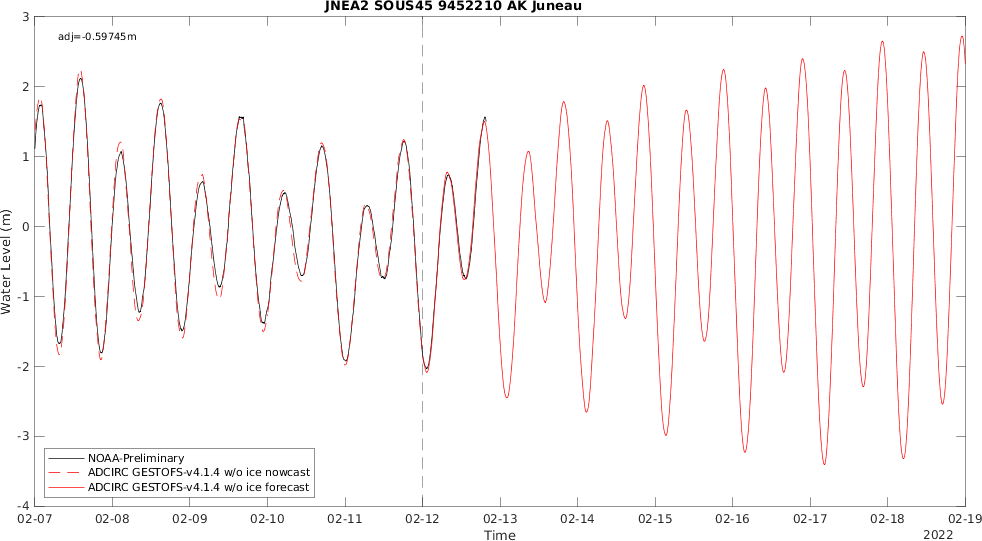 JNEA2 SOUS45 9452210 AK Juneau
adj=-0.59745m
3
2
1
0
-1
-2
-3
-4
Water Level (m)
NOAA-Preliminary
ADCIRC GESTOFS-v4.1.4 w/o ice nowcast
ADCIRC GESTOFS-v4.1.4 w/o ice forecast
02-07 02-08 02-09 02-10 02-11 02-12 02-13 02-14 02-15 02-16 02-17 02-18 02-19
Time
2022